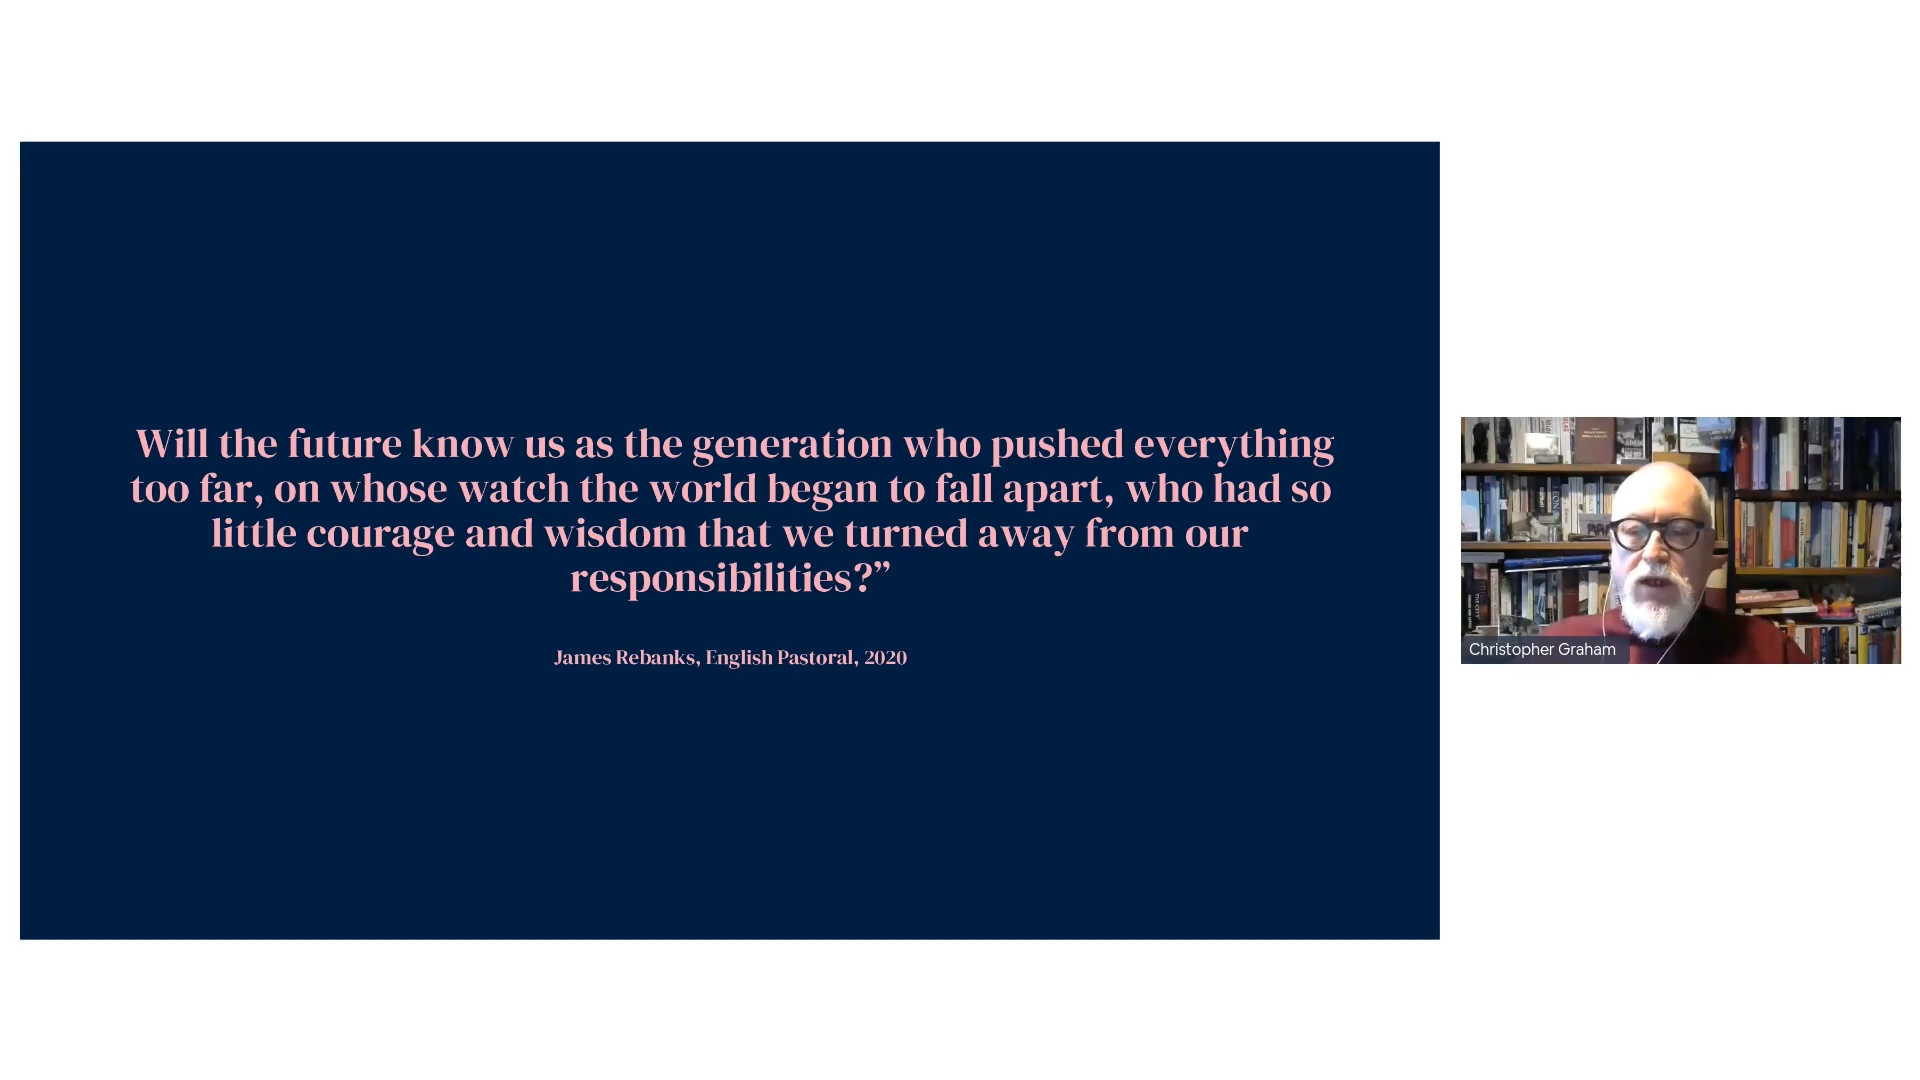 Will the future know us as the generation who pushed everything
too far, on whose watch the world began to fall apart, who had so
little courage and wisdom that we turned away from our
responsibilities?”
James Rebanks, English Pastoral, 2020
Christopher Graham